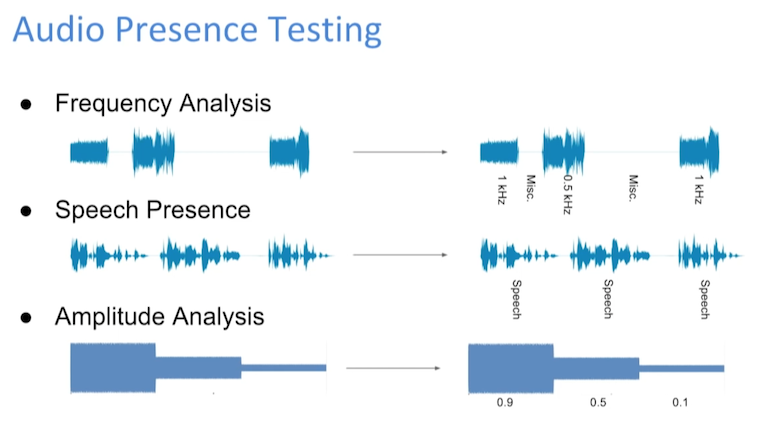 Audio Presence Testing
● Frequency Analysis
1 kHz
Misc.
0.5 kHz
Misc.
1 kHz
● Speech Presence
Speech
Speech
Speech
● Amplitude Analysis
0.9
0.5
0.1